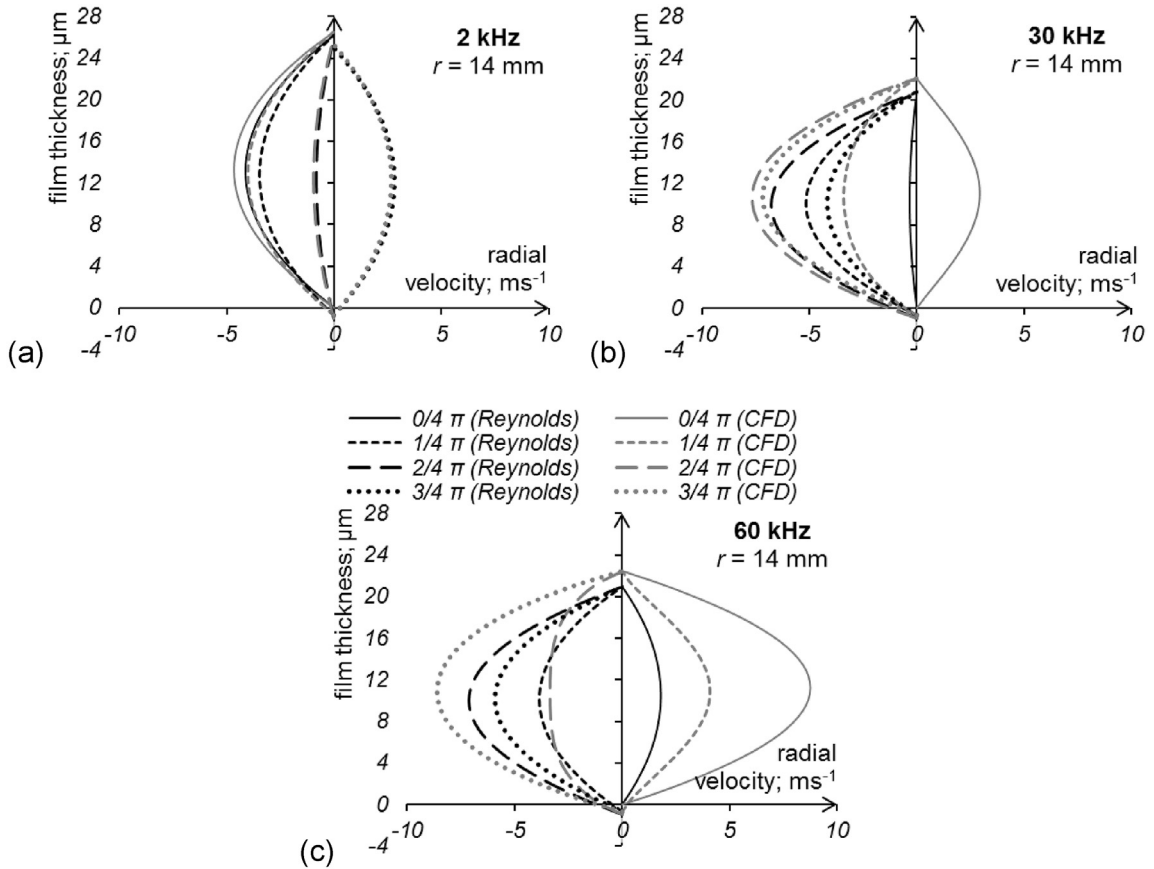 28
24
20
16
12
8
4
0
-4
film thickness; µm
2 kHz
r = 14 mm
radial
velocity; ms⁻¹
-10
-5
0
5
10
(a)
28
24
20
16
12
8
4
0
-4
film thickness; µm
30 kHz
r = 14 mm
radial
velocity; ms⁻¹
-10
-5
0
5
10
(b)
0/4 π (Reynolds)
0/4 π (CFD)
1/4 π (Reynolds)
1/4 π (CFD)
2/4 π (Reynolds)
2/4 π (CFD)
3/4 π (Reynolds)
3/4 π (CFD)
28
24
20
16
12
8
4
0
-4
film thickness; µm
60 kHz
r = 14 mm
radial
velocity; ms⁻¹
-10
-5
0
5
10
(c)